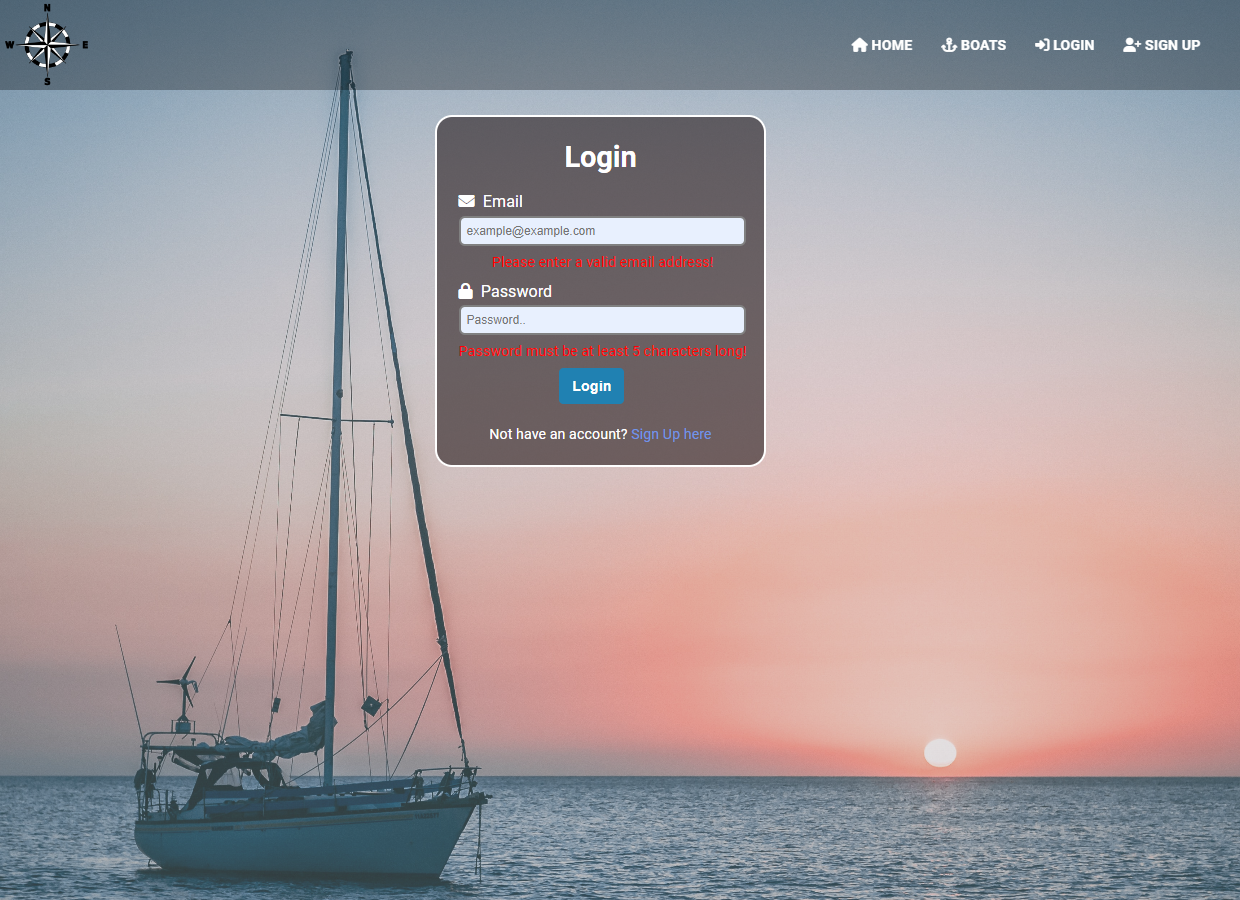 N
W E
S
HOME BOATS LOGIN SIGN UP
Login
Email
example@example.com
Please enter a valid email address!
Password
Password..
Password must be at least 5 characters long!
Login
Not have an account? Sign Up here